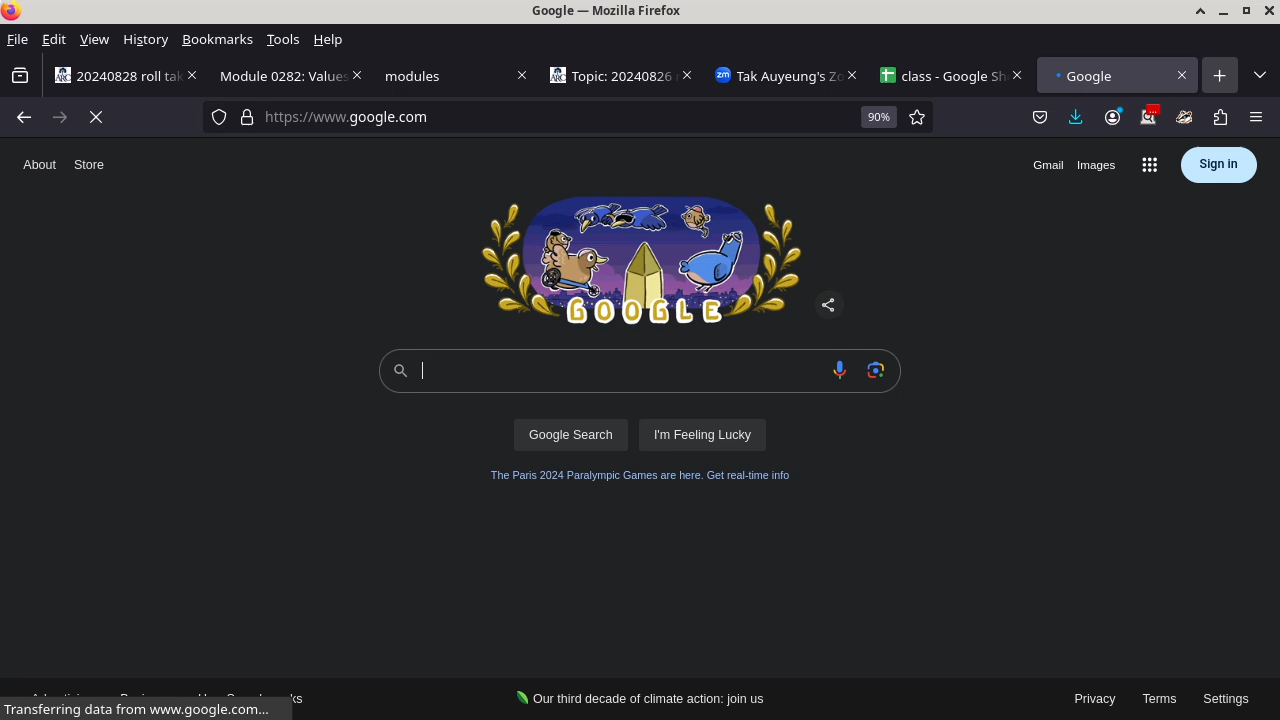 Google — Mozilla Firefox
File Edit View History Bookmarks Tools Help
20240828 roll tak Module 0282: Values modules Topic: 20240826 Tak Auyeung's Zo class - Google Sh Google
https://www.google.com 90%
About Store Gmail Images Sign in
GOOGLE
Google Search I'm Feeling Lucky
The Paris 2024 Paralympic Games are here. Get real-time info
Our third decade of climate action: join us Privacy Terms Settings
Transferring data from www.google.com...